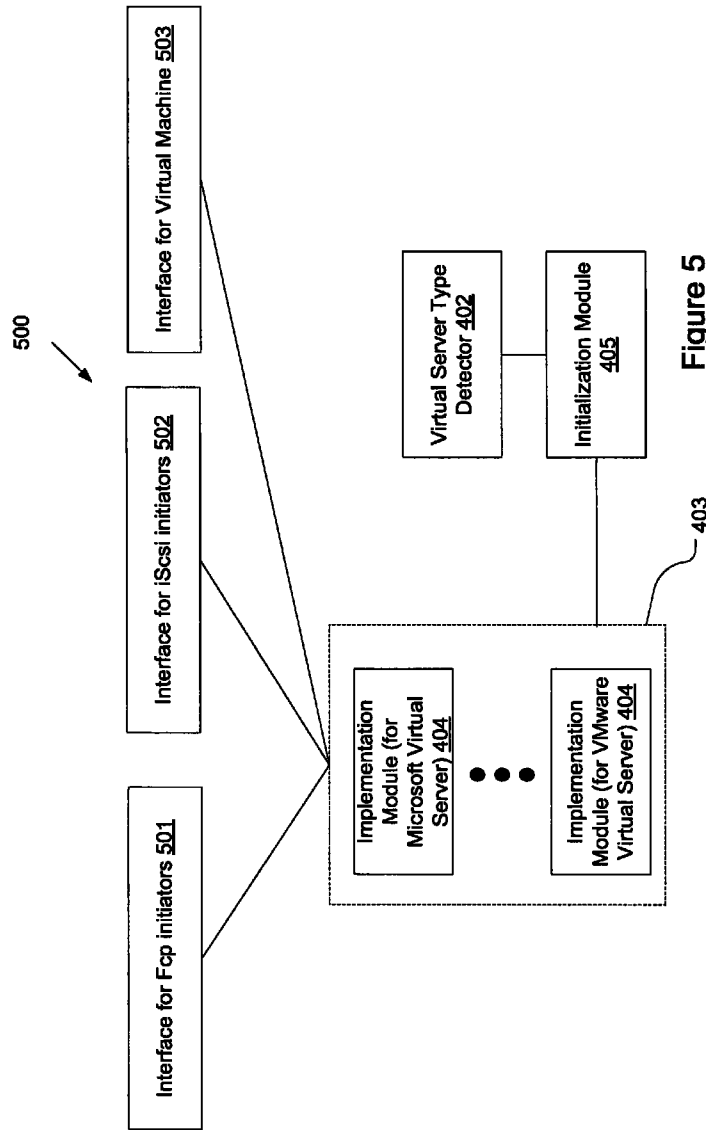 500
Interface for Fcp initiators 501
Interface for iScsi initiators 502
Interface for Virtual Machine 503
Implementation
Module (for
Microsoft Virtual
Server) 404
Implementation
Module (for VMware
Virtual Server) 404
403
Virtual Server Type
Detector 402
Initialization Module
405
Figure 5